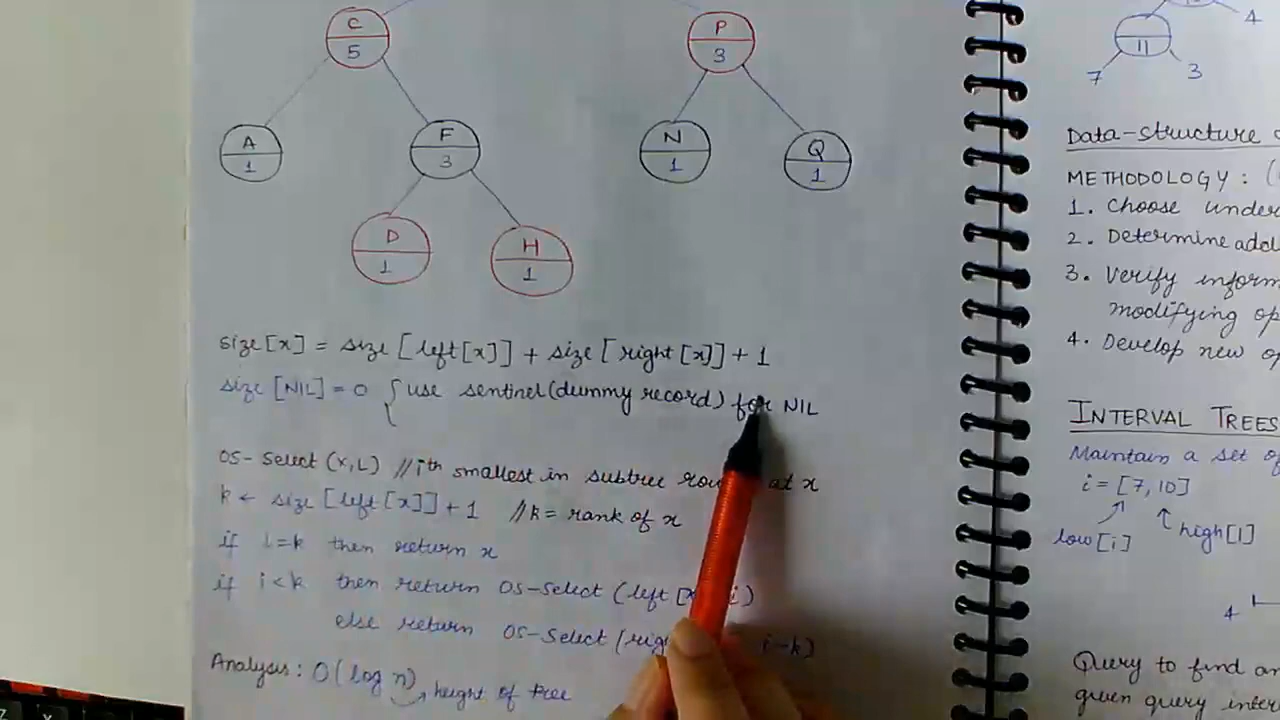 C
5
P
3
A
1
F
3
N
1
Q
1
D
1
H
1
size[x] = size [left[x]] + size[right[x]] + 1
size [NIL] = 0 { use sentinel(dummy record) for NIL
OS-Select (x, L) //ith smallest in subtree at x
k ← size [left[x]] + 1 //k = rank of x
if i=k then return x
if i<k then return OS-Select (left [x] i)
else return OS-Select (right i-k)
Analysis: O(log n) height of tree
4
11
7
3
Data-structure
METHODOLOGY: (
1. Choose
2. Determine
3. Verify
modifying
4. Develop new
INTERVAL TREES
Maintain a set of
i = [7, 10]
low[i]
high[i]
4
Query to find an
given query